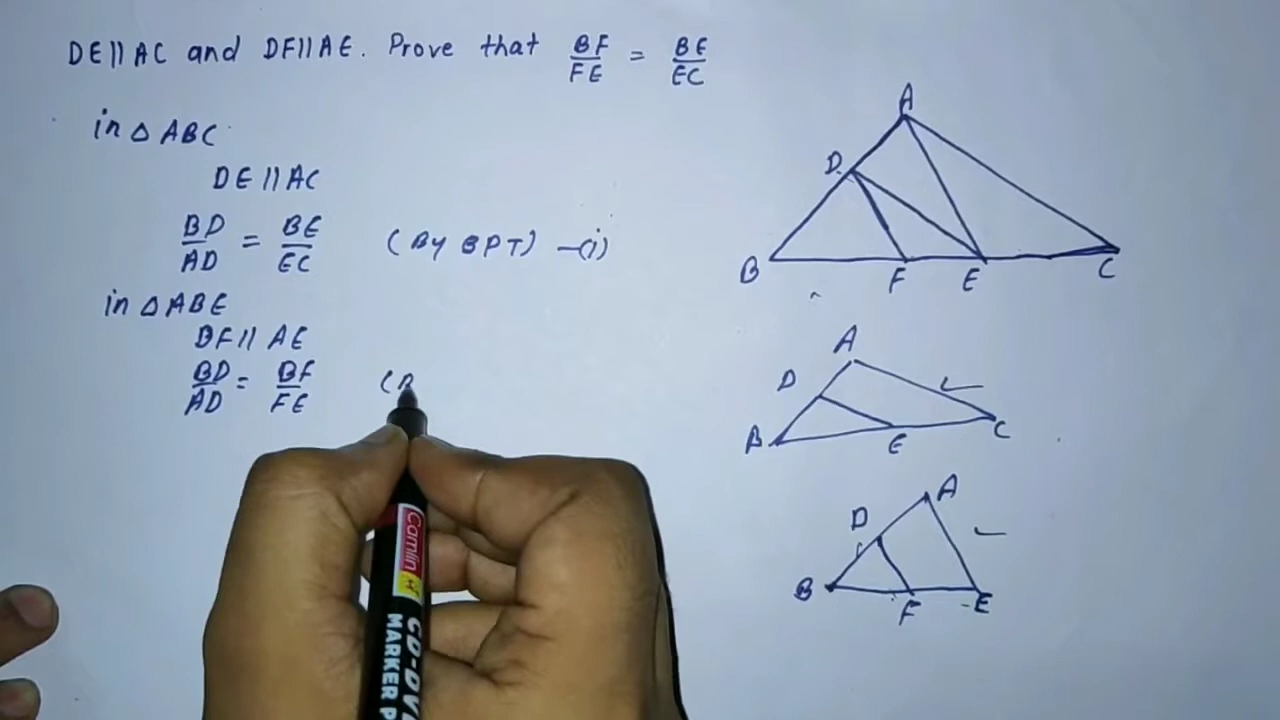 DE||AC and DF||AE. Prove that BF/FE = BE/EC
in △ ABC
DE || AC
BD/AD = BE/EC (By BPT) —(i)
in △ ABE
DF || AE
BD/AD = BF/FE (B
A
D
B F E C
A
D
B E C
A
D
B F E
Camlin
CD-DV
MARKER P